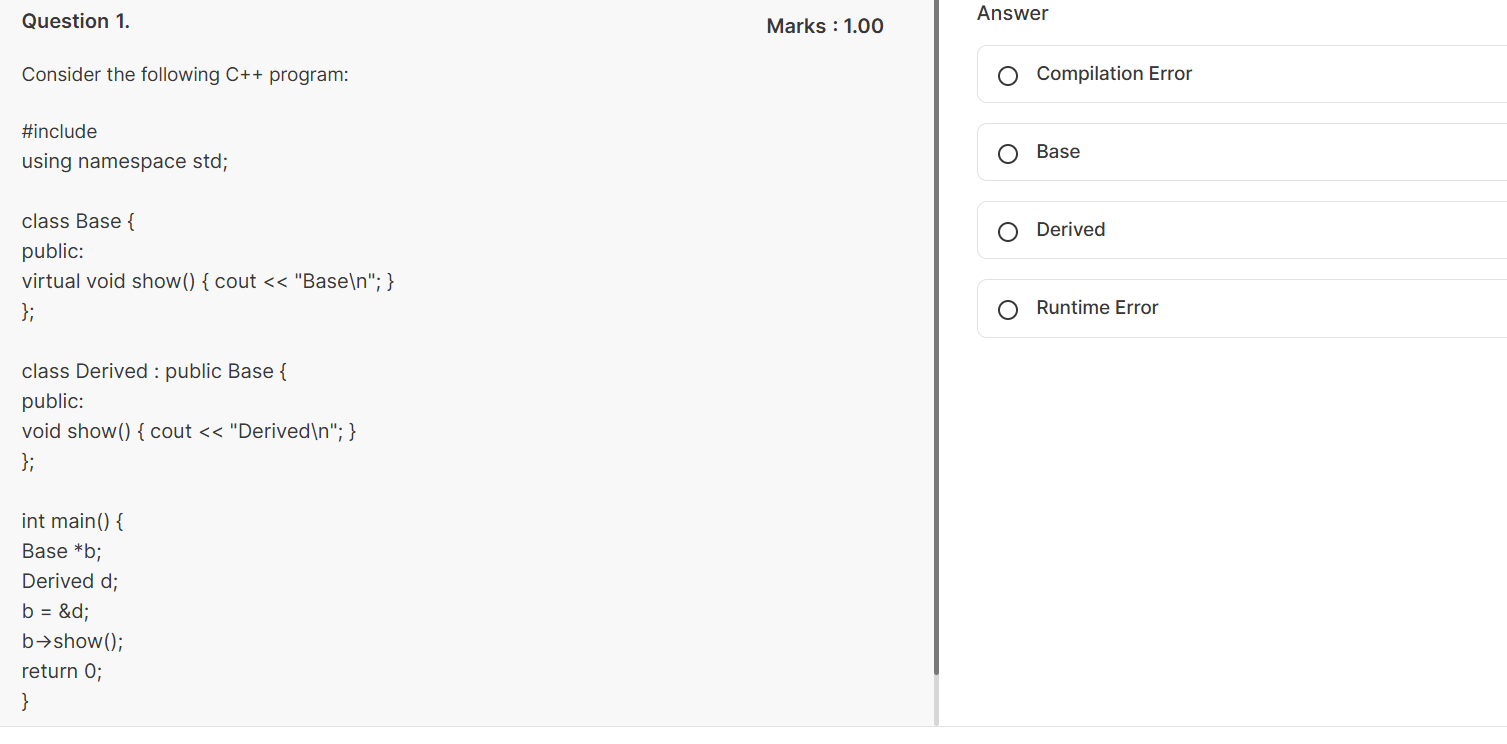 Question 1.
Marks : 1.00
Consider the following C++ program:
#include
using namespace std;
class Base {
public:
virtual void show() { cout << "Base\n"; }
};
class Derived : public Base {
public:
void show() { cout << "Derived\n"; }
};
int main() {
Base *b;
Derived d;
b = &d;
b->show();
return 0;
}
Answer
Compilation Error
Base
Derived
Runtime Error